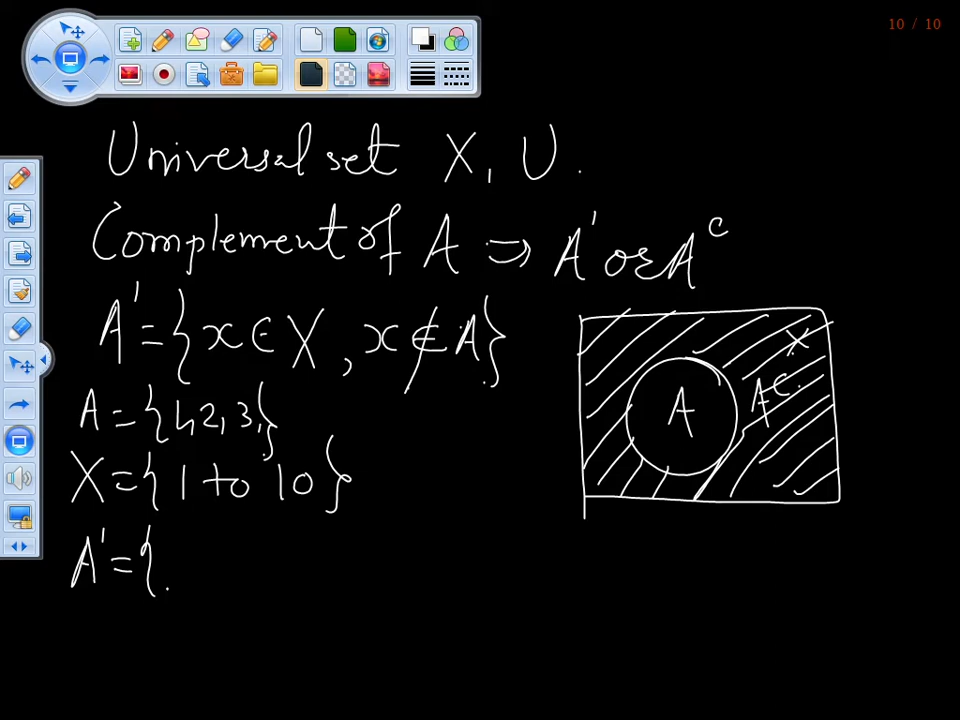 10 / 10
Universal set X, U.
Complement of A ⇒ A' or A^c
A' = {x ∈ X, x ∉ A}
X
A
A^c.
A = {1, 2, 3,}
X = {1 to 10}
A' = {.